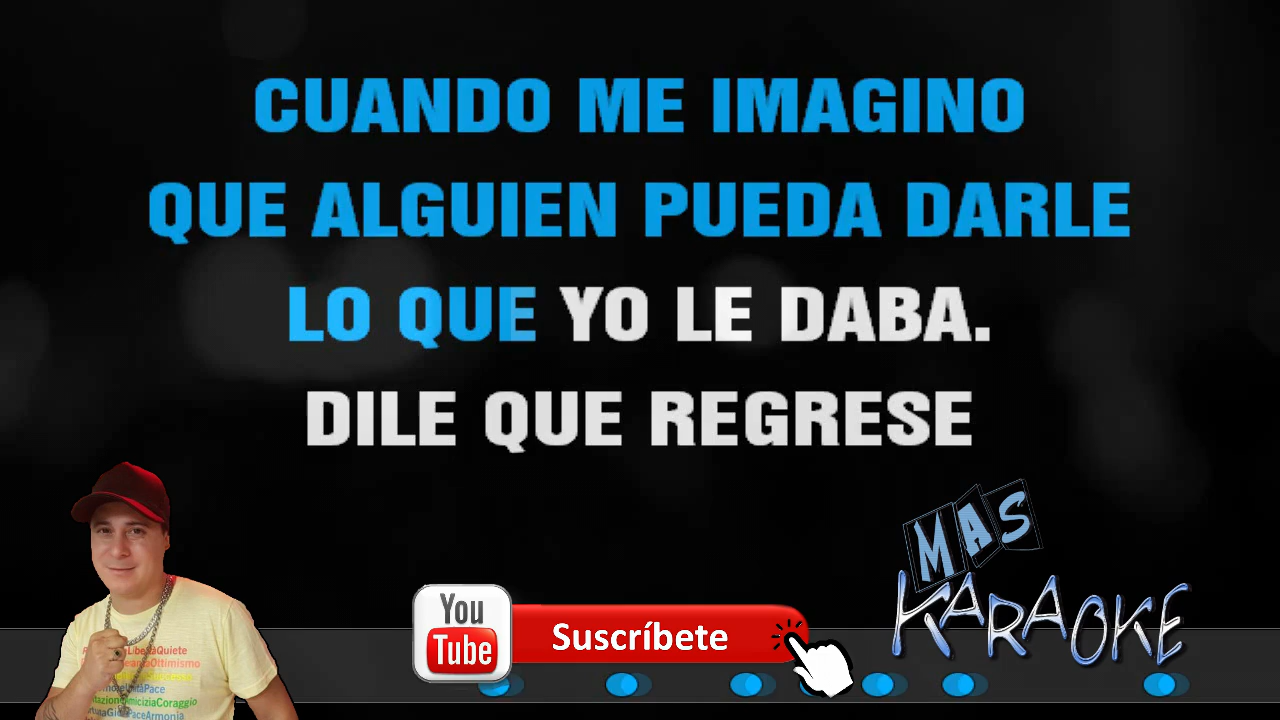 CUANDO ME IMAGINO
QUE ALGUIEN PUEDA DARLE
LO QUE YO LE DABA.
DILE QUE REGRESE
MAS
KARAOKE
You
Tube
Suscríbete